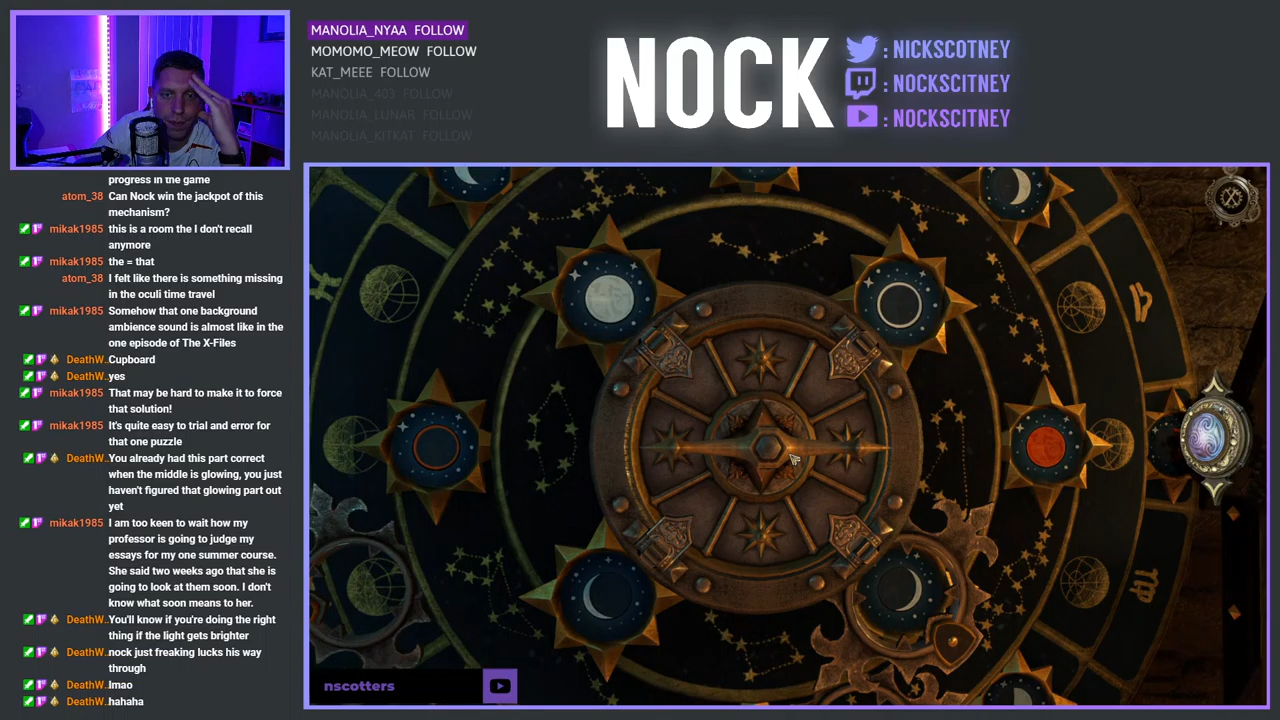 MANOLIA_NYAA FOLLOW
MOMOMO_MEOW FOLLOW
KAT_MEEE FOLLOW
MANOLIA_403 FOLLOW
MANOLIA_LUNAR FOLLOW
MANOLIA_KITKAT FOLLOW
NOCK
: NICKSCOTNEY
: NOCKSCITNEY
: NOCKSCITNEY
progress in the game
atom_38 Can Nock win the jackpot of this
mechanism?
mikak1985 this is a room the I don't recall
anymore
mikak1985 the = that
atom_38 I felt like there is something missing
in the oculi time travel
mikak1985 Somehow that one background
ambience sound is almost like in the
one episode of The X-Files
DeathW.. Cupboard
DeathW.. yes
mikak1985 That may be hard to make it to force
that solution!
mikak1985 It's quite easy to trial and error for
that one puzzle
DeathW.. You already had this part correct
when the middle is glowing, you just
haven't figured that glowing part out
yet
mikak1985 I am too keen to wait how my
professor is going to judge my
essays for my one summer course.
She said two weeks ago that she is
going to look at them soon. I don't
know what soon means to her.
DeathW.. You'll know if you're doing the right
thing if the light gets brighter
DeathW.. nock just freaking lucks his way
through
DeathW.. lmao
DeathW.. hahaha
nscotters